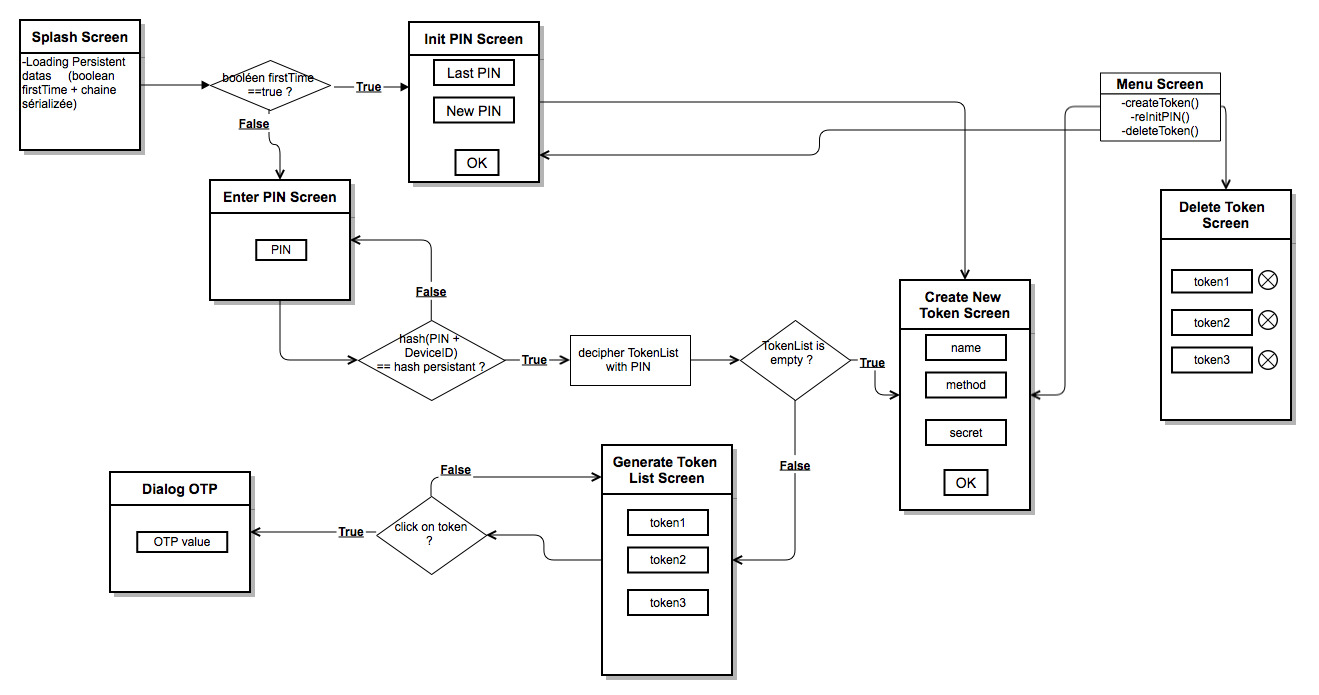 Splash Screen
-Loading Persistent
datas (boolean
firstTime + chaine
sérializée)
booléen firstTime
==true ?
True
False
Init PIN Screen
Last PIN
New PIN
OK
Menu Screen
-createToken()
-reInitPIN()
-deleteToken()
Enter PIN Screen
PIN
False
hash(PIN +
DeviceID)
== hash persistant ?
True
decipher TokenList
with PIN
TokenList is
empty ?
True
False
Create New
Token Screen
name
method
secret
OK
Delete Token
Screen
token1
token2
token3
Generate Token
List Screen
token1
token2
token3
False
click on token
?
True
Dialog OTP
OTP value